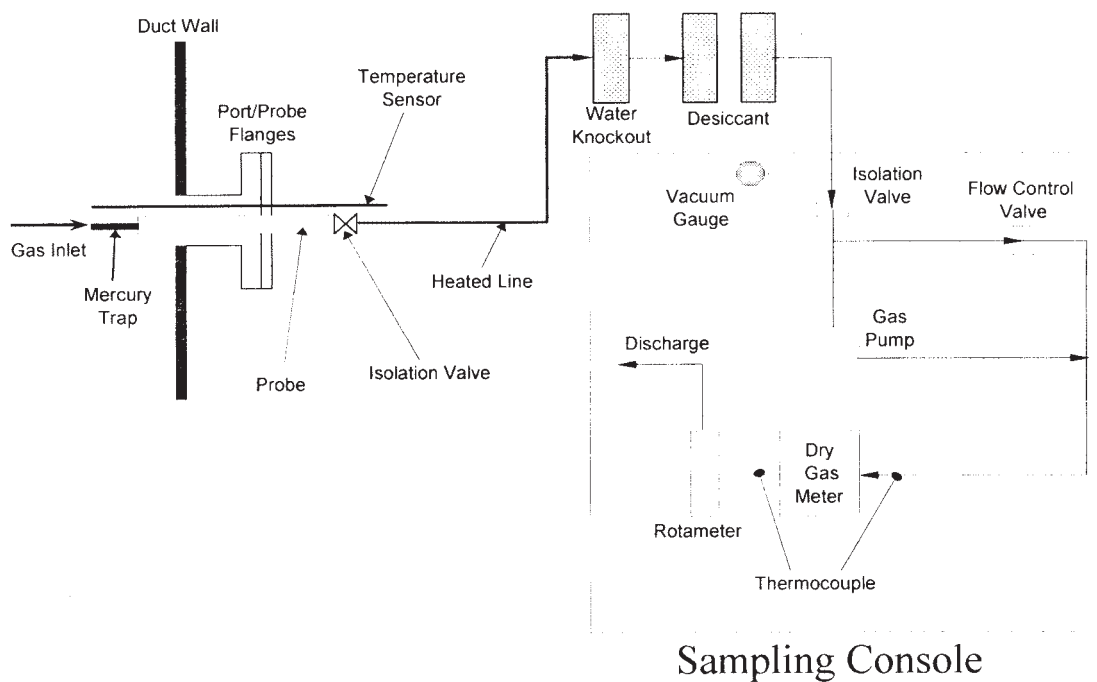 Duct Wall
Temperature
Sensor
Port/Probe
Flanges
Water
Knockout
Desiccant
Vacuum
Gauge
Isolation
Valve
Flow Control
Valve
Gas Inlet
Mercury
Trap
Heated Line
Probe
Isolation Valve
Gas
Pump
Discharge
Dry
Gas
Meter
Rotameter
Thermocouple
Sampling Console